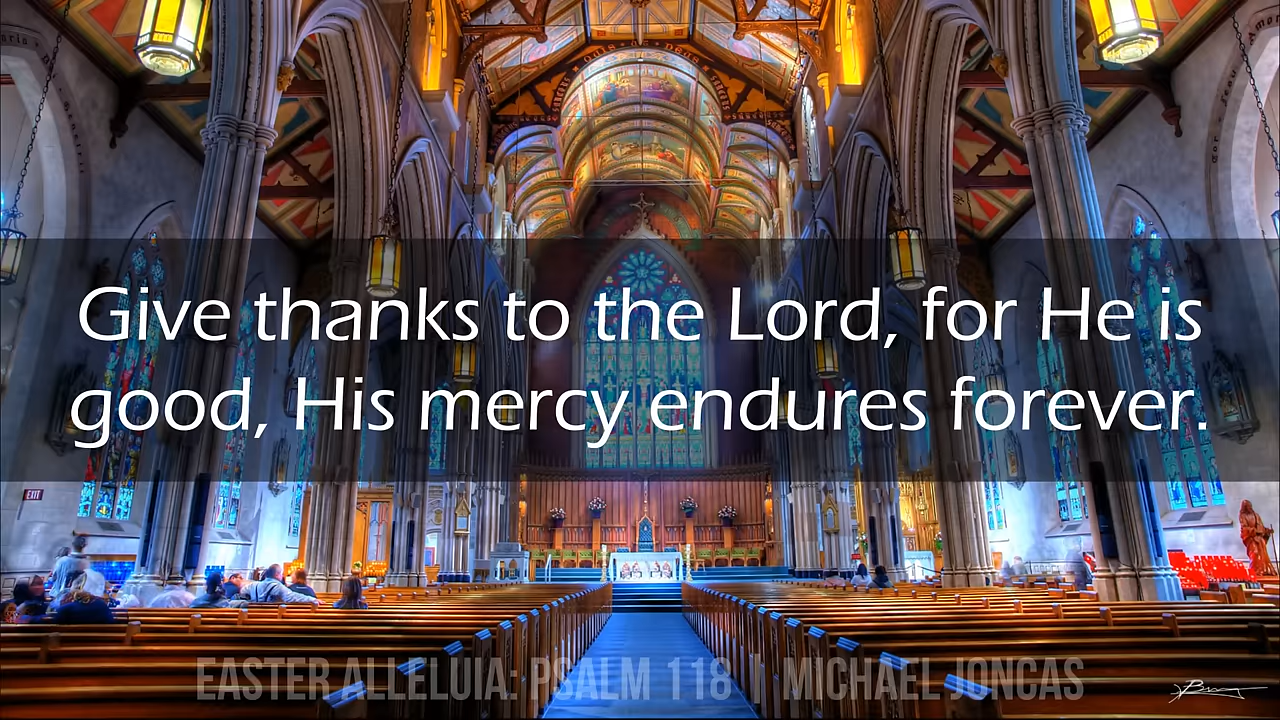 Give thanks to the Lord, for He is
good, His mercy endures forever.
EXIT
EASTER ALLELUIA: PSALM 118 | MICHAEL JONCAS